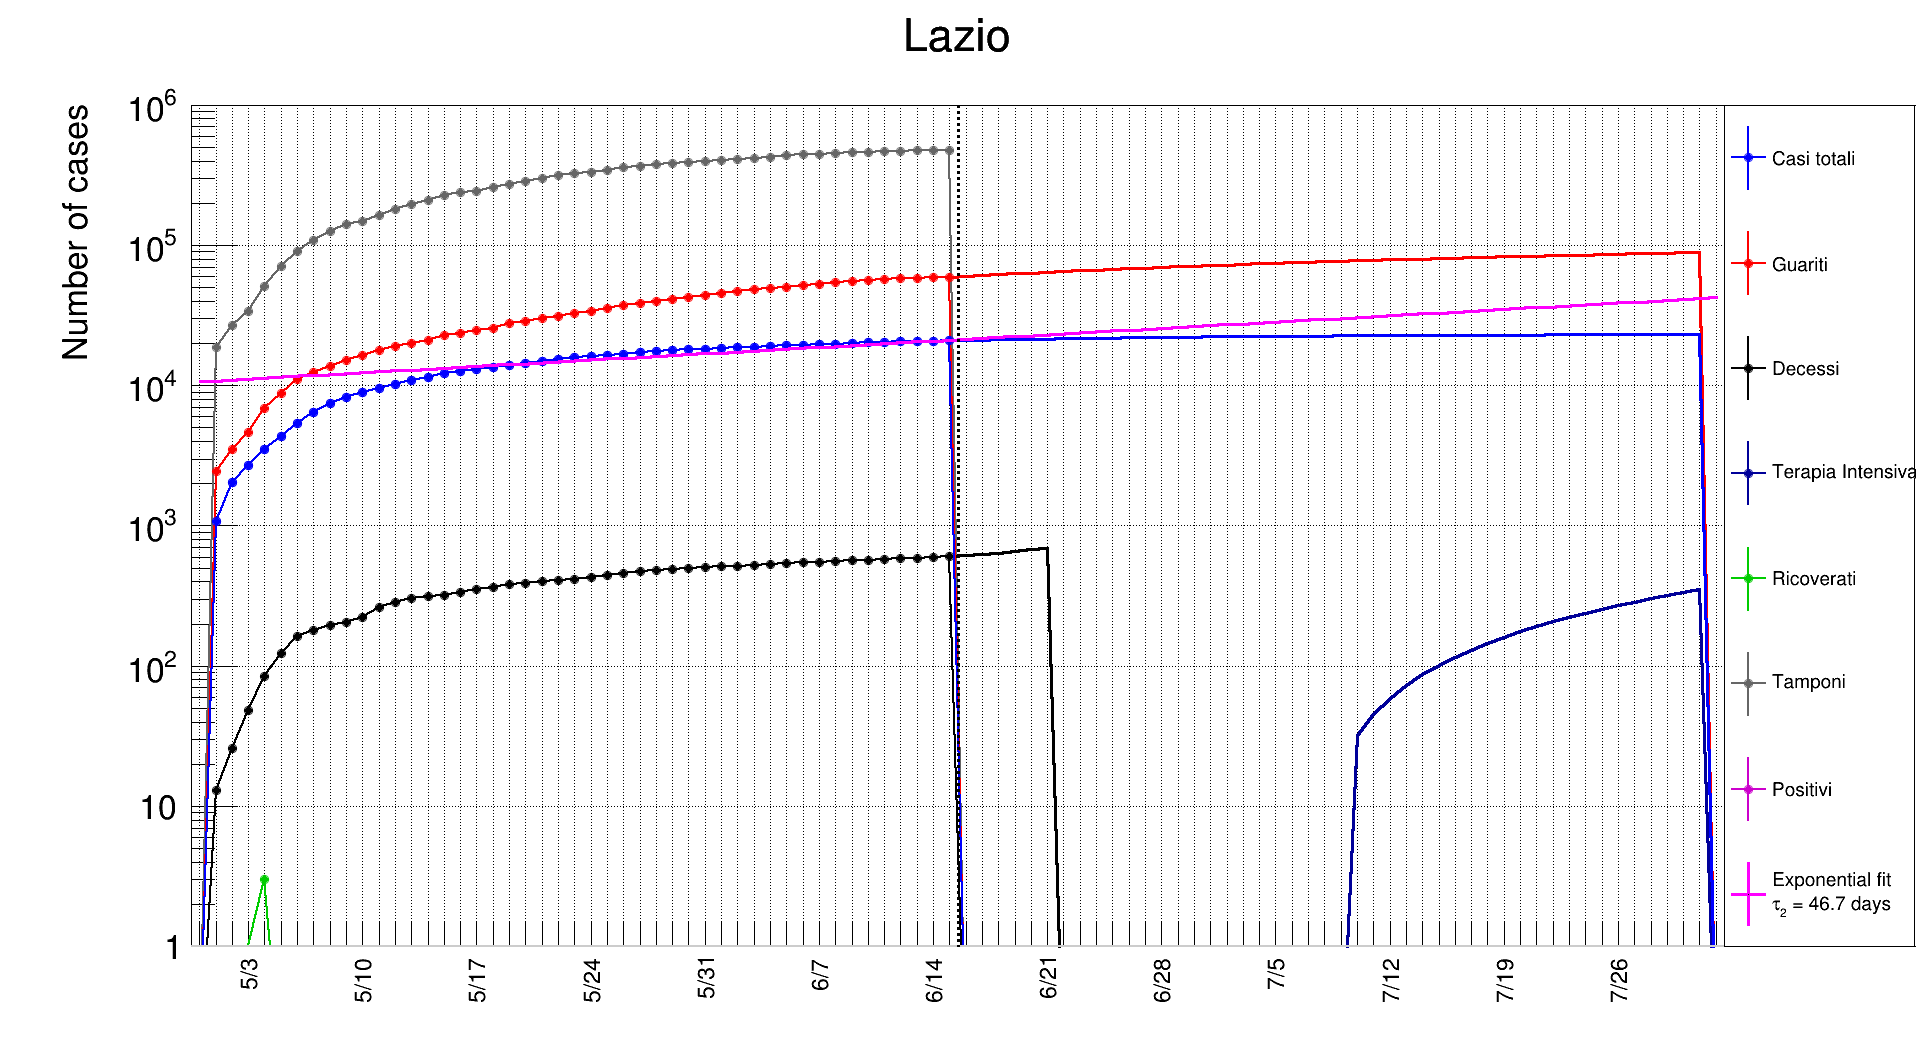 Lazio
Number of cases
10^6
10^5
10^4
10^3
10^2
10
1
5/3
5/10
5/17
5/24
5/31
6/7
6/14
6/21
6/28
7/5
7/12
7/19
7/26
Casi totali
Guariti
Decessi
Terapia Intensiva
Ricoverati
Tamponi
Positivi
Exponential fit
τ₂ = 46.7 days